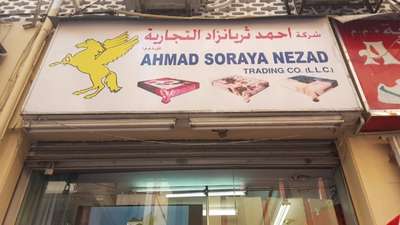 شركة احمد ثريانزاد التجارية
(ش.ذ.م.م)
AHMAD SORAYA NEZAD
TRADING CO. (L.L.C.)